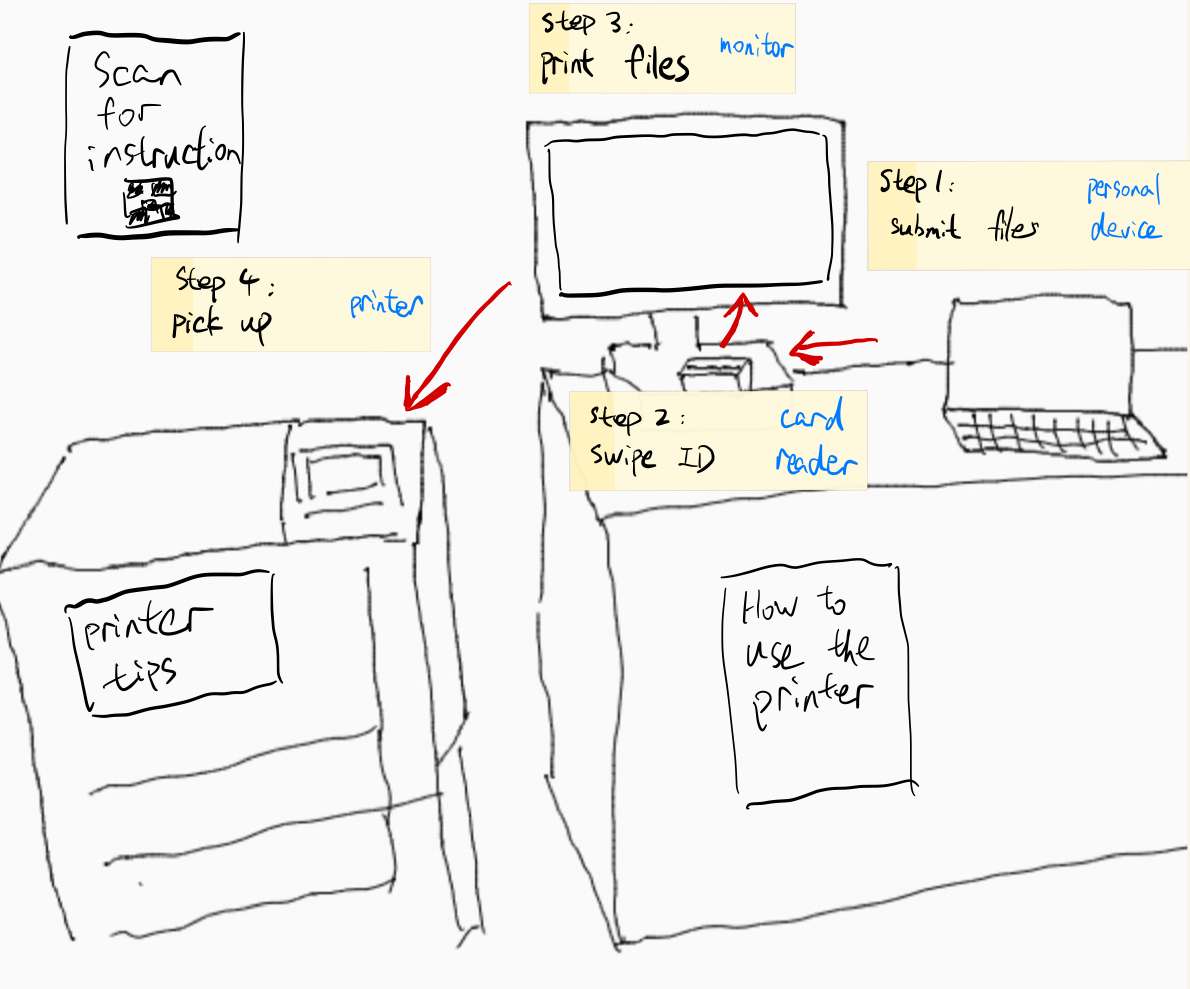 Scan
for
instruction
Step 3:
print files
monitor
Step 1:
submit files
personal
device
Step 4:
pick up
printer
Step 2:
swipe ID
card
reader
printer
tips
How to
use the
printer